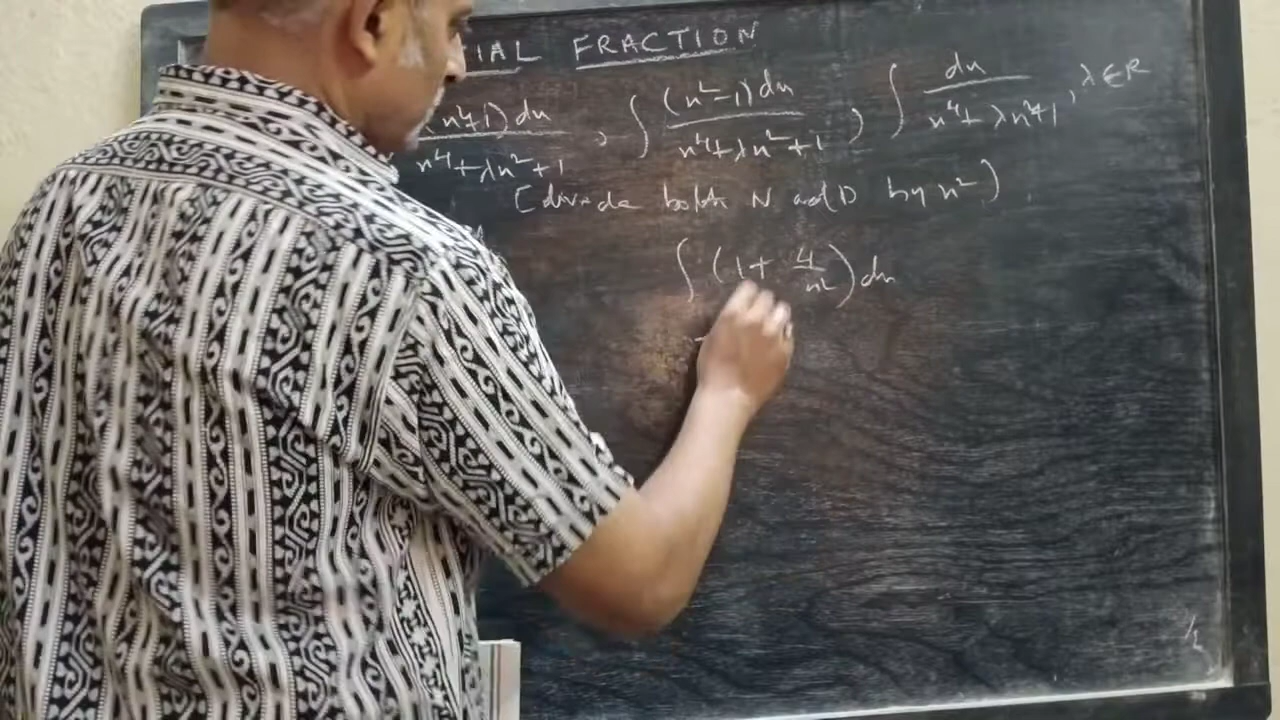 IAL FRACTION
(x²+1)dx / x⁴+λx²+1 , ∫ (x²-1)dx / x⁴+λx²+1 , ∫ dx / x⁴+λx²+1 , λ∈R
[divide both N and D by x²)
∫ (1+ 4/x²)dx